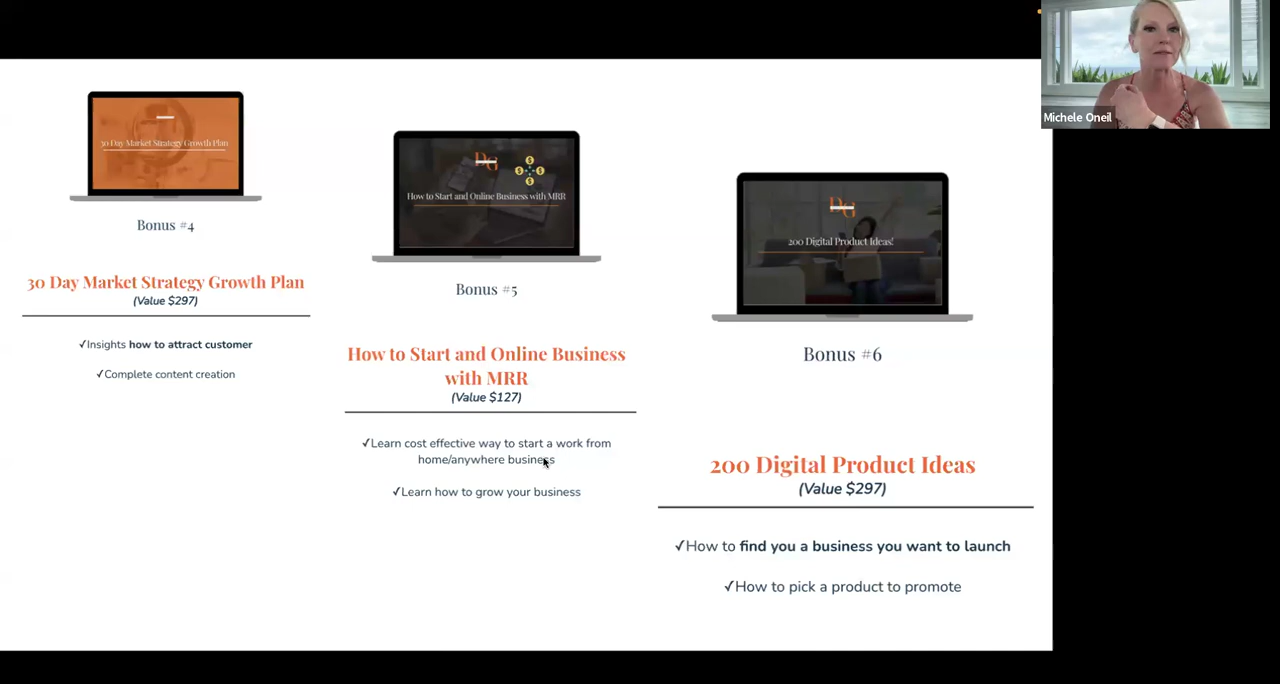 Michele Oneil
30 Day Market Strategy Growth Plan
Bonus #4
30 Day Market Strategy Growth Plan
(Value $297)
✓Insights how to attract customer
✓Complete content creation
DG
How to Start and Online Business with MRR
Bonus #5
How to Start and Online Business
with MRR
(Value $127)
✓Learn cost effective way to start a work from
home/anywhere business
✓Learn how to grow your business
DG
200 Digital Product Ideas!
Bonus #6
200 Digital Product Ideas
(Value $297)
✓How to find you a business you want to launch
✓How to pick a product to promote